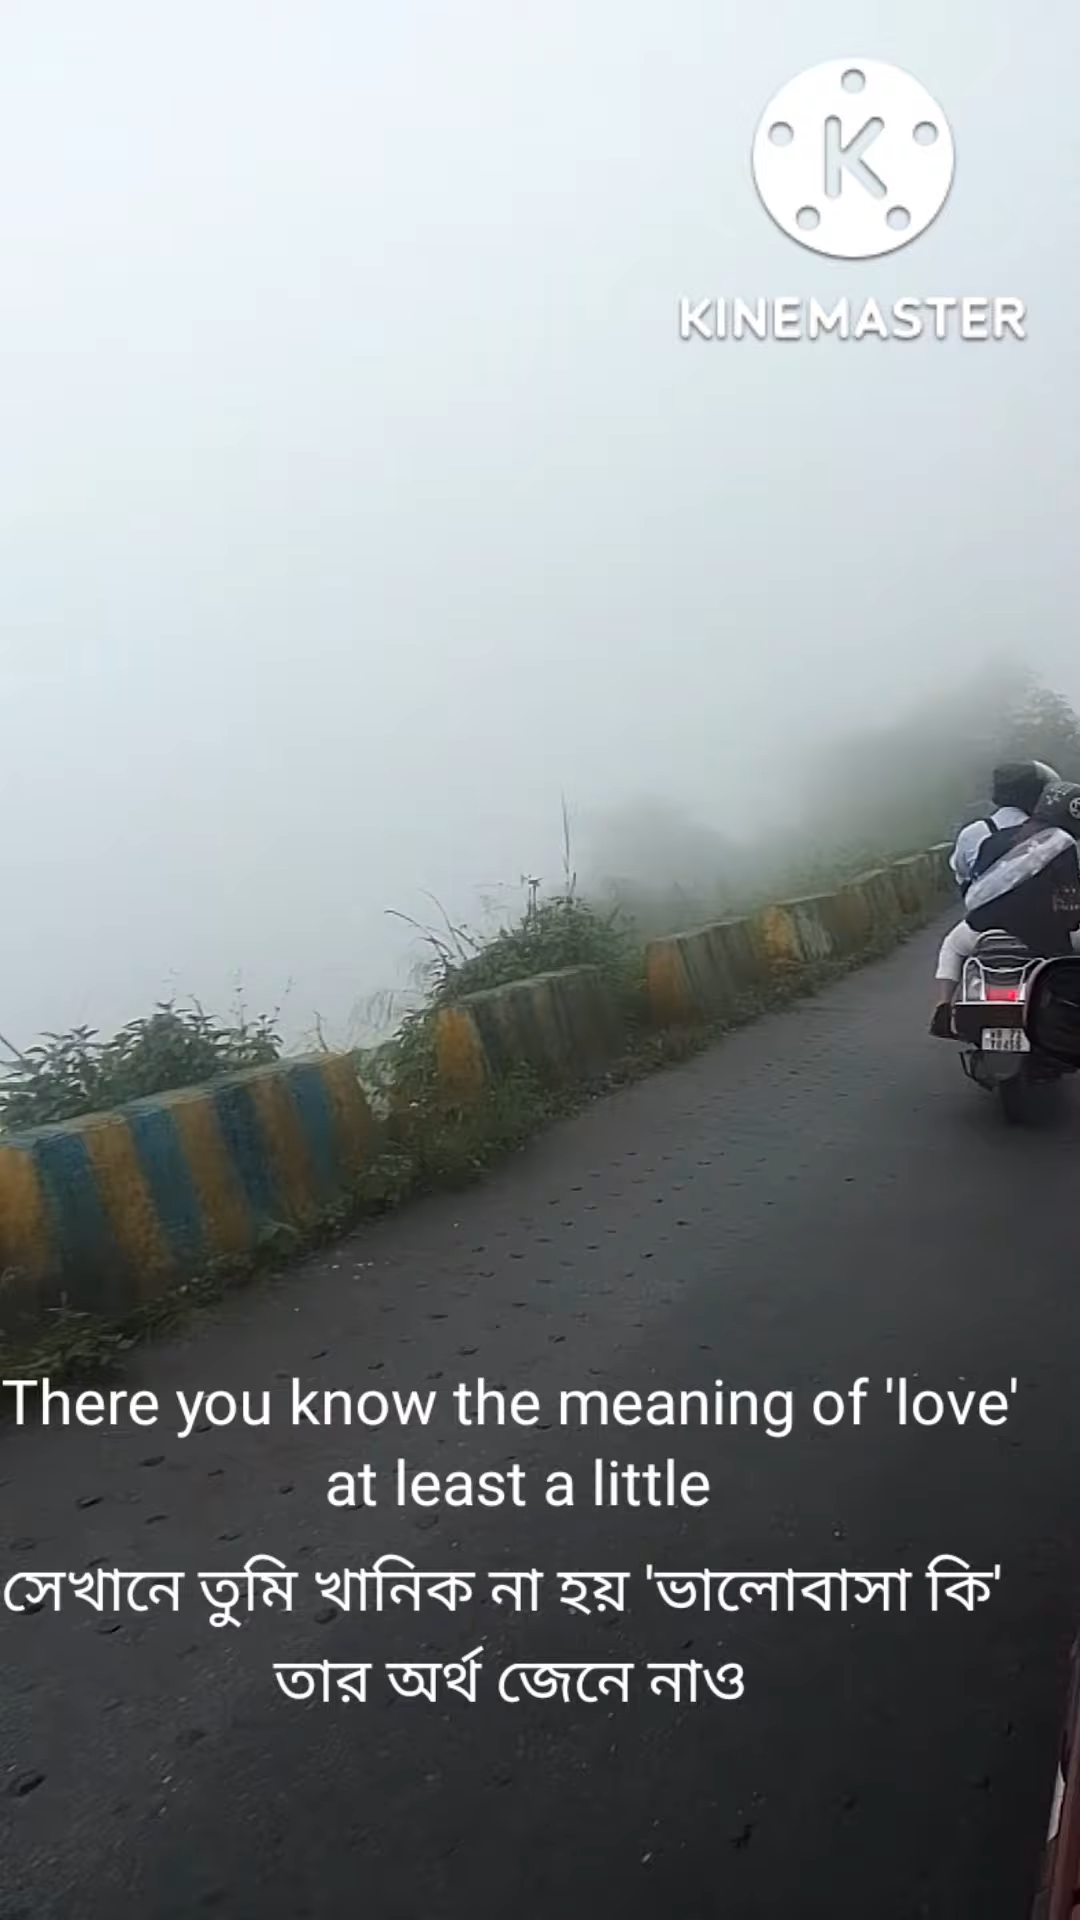 K
KINEMASTER
There you know the meaning of 'love'
at least a little
সেখানে তুমি খানিক না হয় 'ভালোবাসা কি'
তার অর্থ জেনে নাও